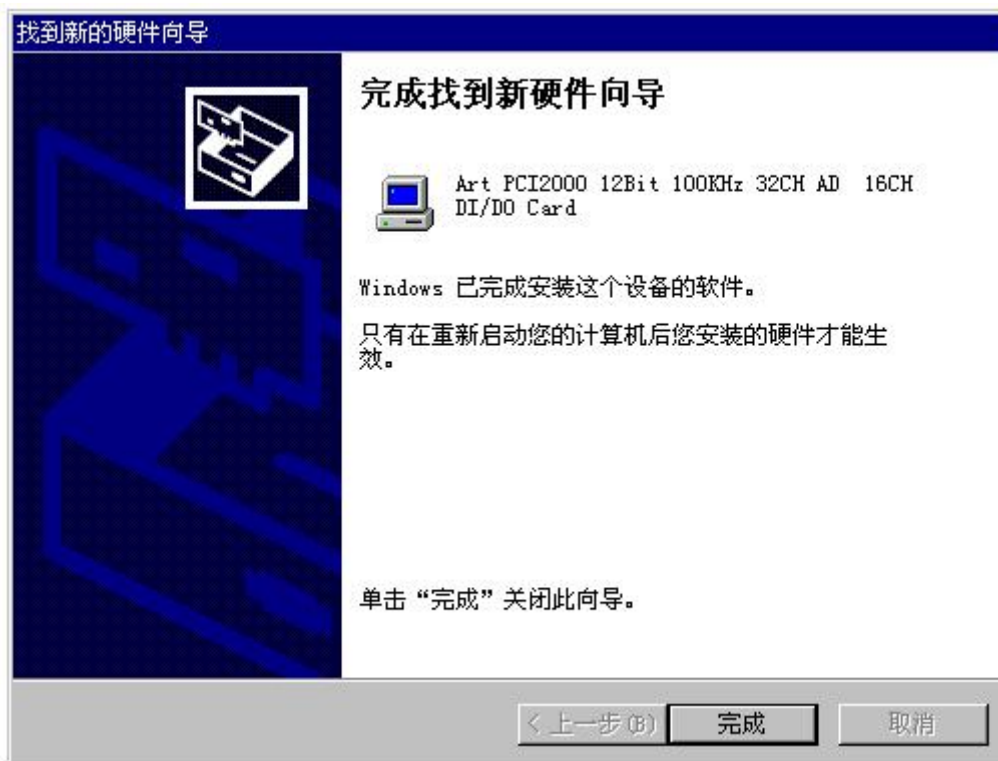 找到新的硬件向导
完成找到新硬件向导
Art PCI2000 12Bit 100KHz 32CH AD  16CH
DI/DO Card
Windows 已完成安装这个设备的软件。
只有在重新启动您的计算机后您安装的硬件才能生
效。
单击“完成”关闭此向导。
< 上一步(B) 完成 取消